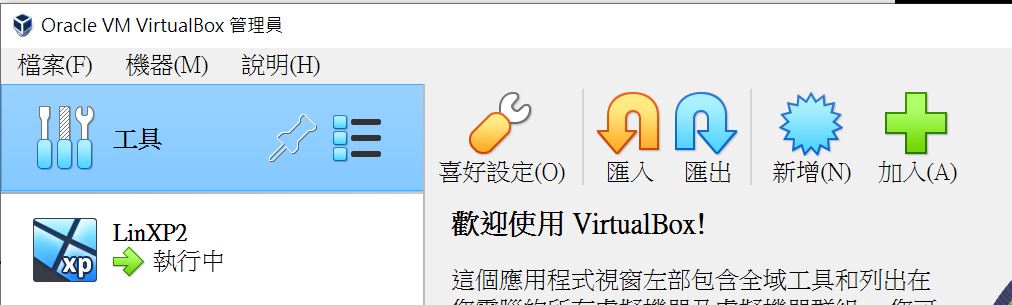 Oracle VM VirtualBox 管理員
檔案(F) 機器(M) 說明(H)
工具
喜好設定(O) 匯入 匯出 新增(N) 加入(A)
LinXP2
xp
執行中
歡迎使用 VirtualBox!
這個應用程式視窗左部包含全域工具和列出在